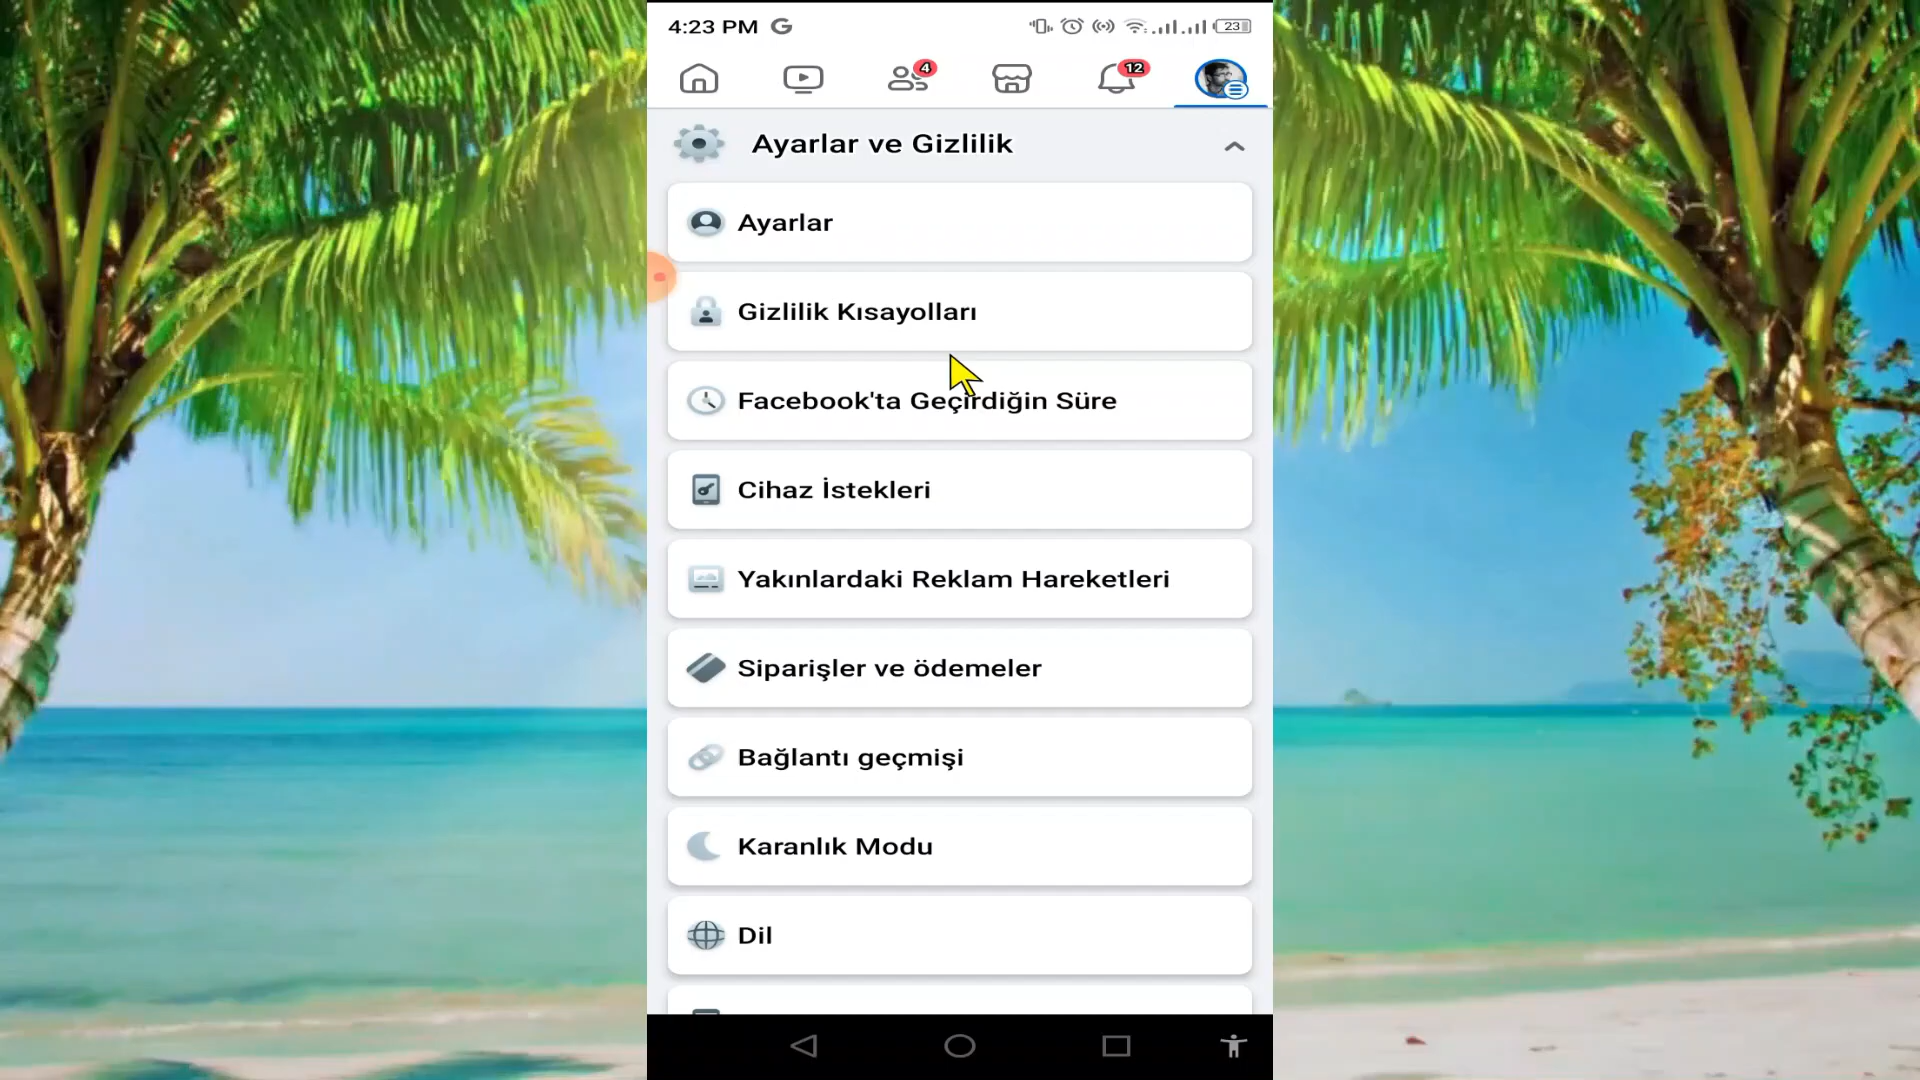 4:23 PM G
23
4
12
Ayarlar ve Gizlilik
Ayarlar
Gizlilik Kısayolları
Facebook'ta Geçirdiğin Süre
Cihaz İstekleri
Yakınlardaki Reklam Hareketleri
Siparişler ve ödemeler
Bağlantı geçmişi
Karanlık Modu
Dil